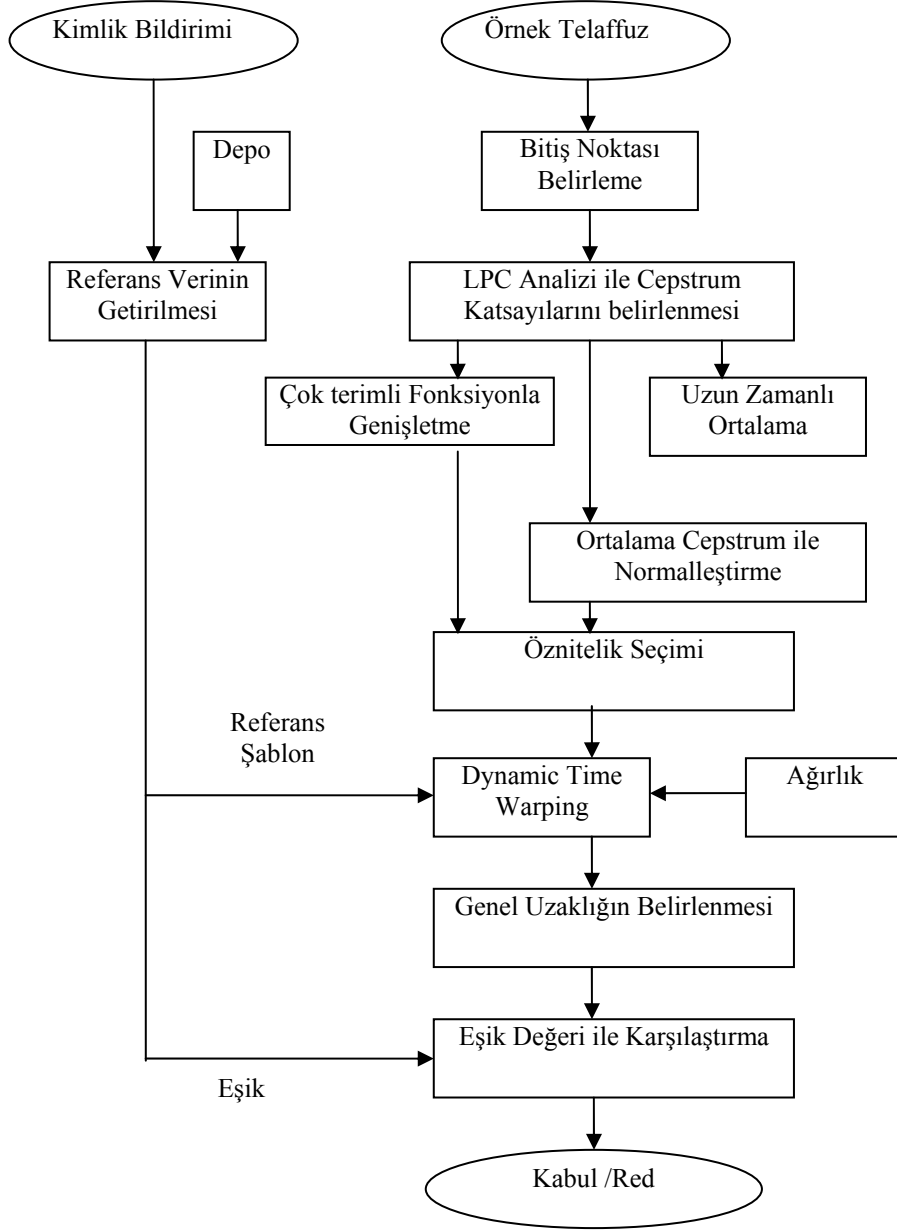 Kimlik Bildirimi
Örnek Telaffuz
Depo
Bitiş Noktası
Belirleme
Referans Verinin
Getirilmesi
LPC Analizi ile Cepstrum
Katsayılarını belirlenmesi
Çok terimli Fonksiyonla
Genişletme
Uzun Zamanlı
Ortalama
Ortalama Cepstrum ile
Normalleştirme
Öznitelik Seçimi
Referans
Şablon
Dynamic Time
Warping
Ağırlık
Genel Uzaklığın Belirlenmesi
Eşik Değeri ile Karşılaştırma
Eşik
Kabul /Red